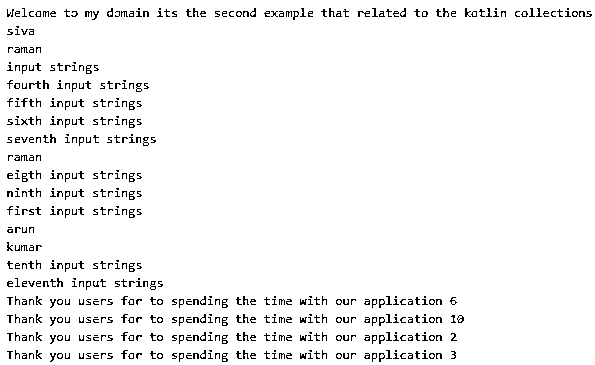 Welcome to my domain its the second example that related to the kotlin collections
siva
raman
input strings
fourth input strings
fifth input strings
sixth input strings
seventh input strings
raman
eigth input strings
ninth input strings
first input strings
arun
kumar
tenth input strings
eleventh input strings
Thank you users for to spending the time with our application 6
Thank you users for to spending the time with our application 10
Thank you users for to spending the time with our application 2
Thank you users for to spending the time with our application 3